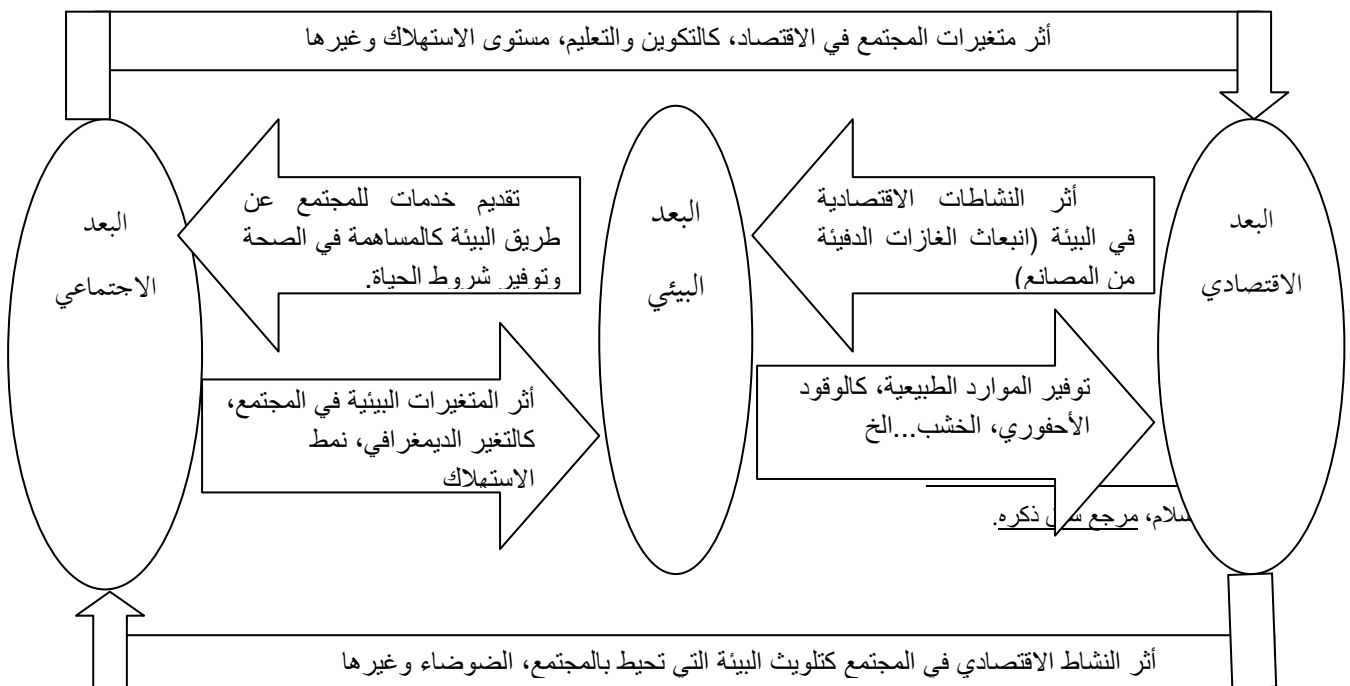 أثر متغيرات المجتمع في الاقتصاد، كالتكوين والتعليم، مستوى الاستهلاك وغيرها
البعد
الاقتصادي
أثر النشاطات الاقتصادية
في البيئة (انبعاث الغازات الدفيئة
من المصانع)
توفير الموارد الطبيعية، كالوقود
الأحفوري، الخشب...الخ
البعد
البيئي
تقديم خدمات للمجتمع عن
طريق البيئة كالمساهمة في الصحة
وتوفير شروط الحياة.
أثر المتغيرات البيئية في المجتمع،
كالتغير الديمغرافي، نمط
الاستهلاك
البعد
الاجتماعي
مرجع ذكره.
أثر النشاط الاقتصادي في المجتمع كتلويث البيئة التي تحيط بالمجتمع، الضوضاء وغيرها